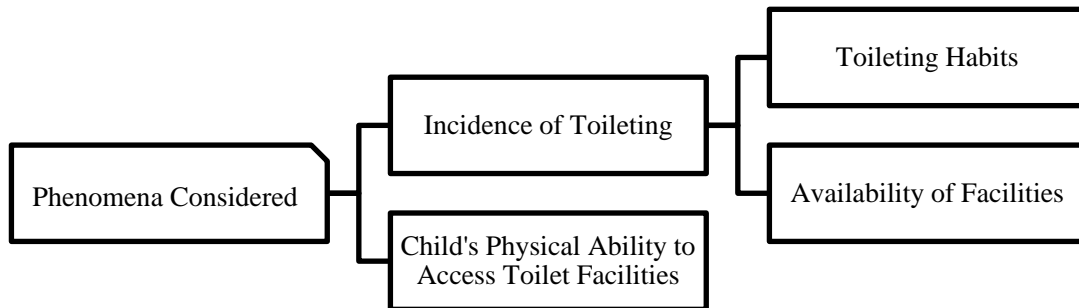 Phenomena Considered
Incidence of Toileting
Child's Physical Ability to
Access Toilet Facilities
Toileting Habits
Availability of Facilities